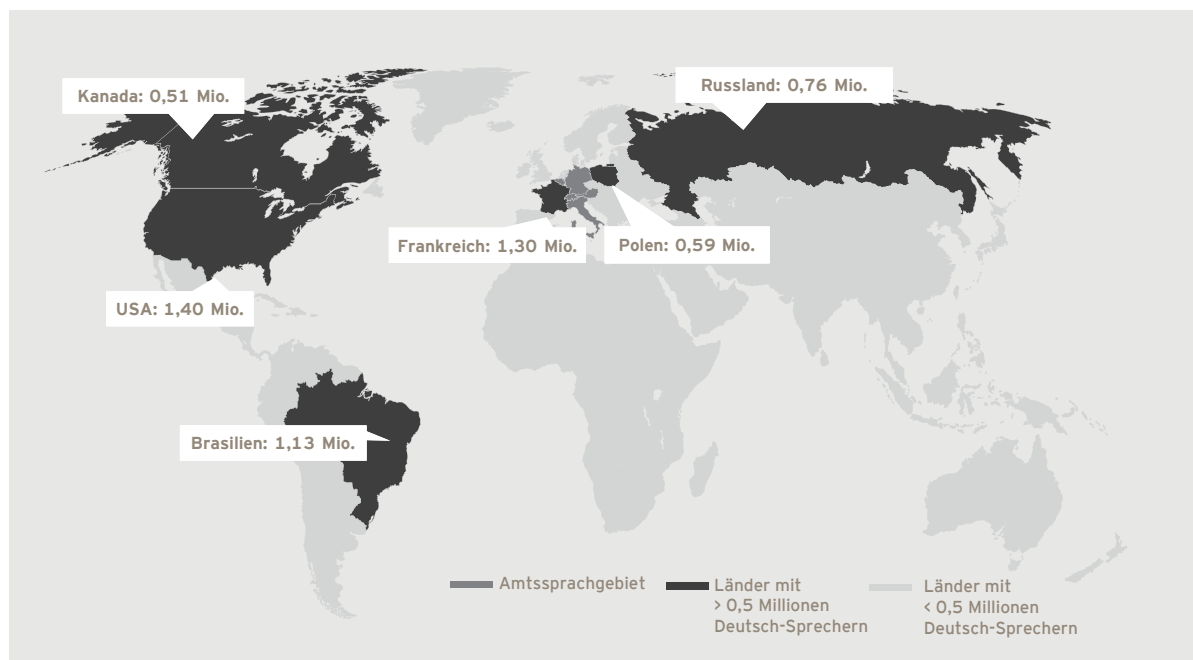 Kanada: 0,51 Mio.
Russland: 0,76 Mio.
Frankreich: 1,30 Mio.
Polen: 0,59 Mio.
USA: 1,40 Mio.
Brasilien: 1,13 Mio.
Amtssprachgebiet
Länder mit
> 0,5 Millionen
Deutsch-Sprechern
Länder mit
< 0,5 Millionen
Deutsch-Sprechern